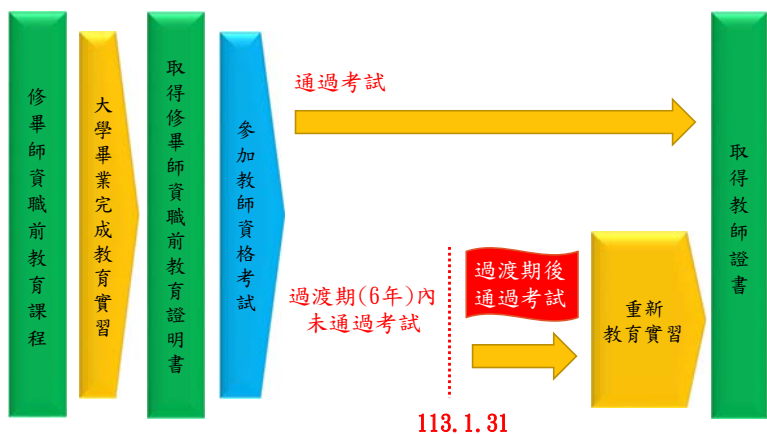 修畢師資職前教育課程
大學畢業完成教育實習
取得修畢師資職前教育證明書
參加教師資格考試
通過考試
過渡期(6年)內
未通過考試
過渡期後
通過考試
113.1.31
重新
教育實習
取得教師證書